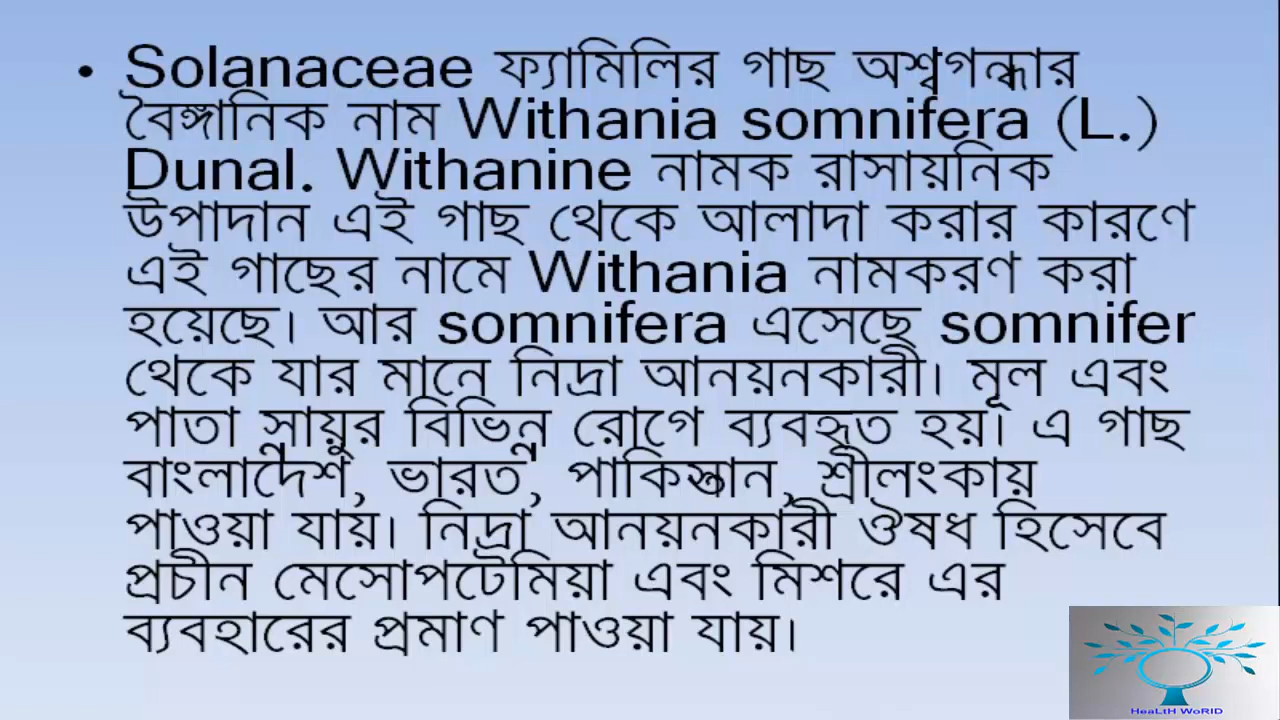 • Solanaceae ফ্যামিলির গাছ অশ্বগন্ধার
বৈঙ্গানিক নাম Withania somnifera (L.)
Dunal. Withanine নামক রাসায়নিক
উপাদান এই গাছ থেকে আলাদা করার কারণে
এই গাছের নামে Withania নামকরণ করা
হয়েছে। আর somnifera এসেছে somnifer
থেকে যার মানে নিদ্রা আনয়নকারী। মূল এবং
পাতা স্নায়ুর বিভিন্ন রোগে ব্যবহৃত হয়। এ গাছ
বাংলাদেশ, ভারত, পাকিস্তান, শ্রীলংকায়
পাওয়া যায়। নিদ্রা আনয়নকারী ঔষধ হিসেবে
প্রচীন মেসোপটেমিয়া এবং মিশরে এর
ব্যবহারের প্রমাণ পাওয়া যায়।
HeaLtH WoRlD